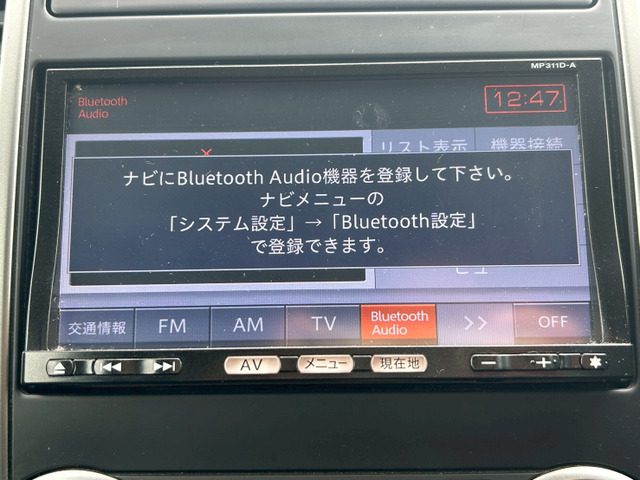 MP311D-A
Bluetooth
Audio
12:47
リスト表示
機器接続
ナビにBluetooth Audio機器を登録して下さい。
ナビメニューの
「システム設定」→「Bluetooth設定」
で登録できます。
交通情報
FM
AM
TV
Bluetooth
Audio
>>
OFF
AV
メニュー
現在地